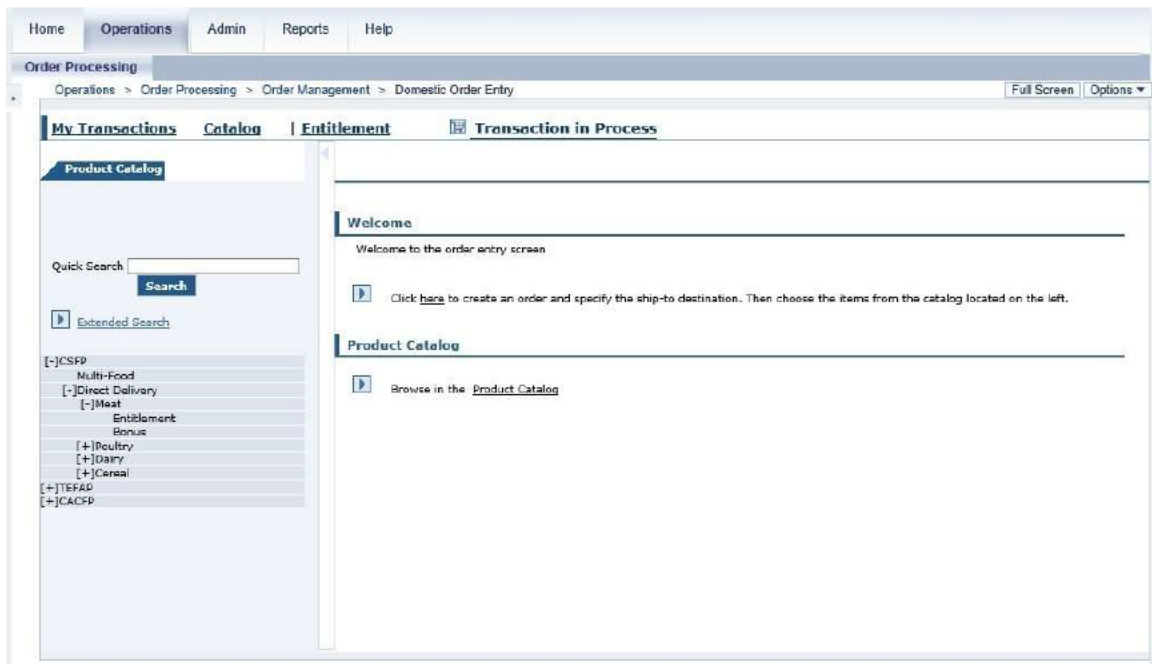 Home Operations Admin Reports Help
Order Processing
Operations > Order Processing > Order Management > Domestic Order Entry Full Screen Options
My Transactions Catalog | Entitlement Transaction in Process
Product Catalog
Welcome
Welcome to the order entry screen
Quick Search
Search
Click here to create an order and specify the ship-to destination. Then choose the items from the catalog located on the left.
Extended Search
Product Catalog
Browse in the Product Catalog
[-]CSFP
Multi-Food
[-]Direct Delivery
[-]Meat
Entitlement
Bonus
[+]Poultry
[+]Dairy
[+]Cereal
[+]TEFAP
[+]CACFP